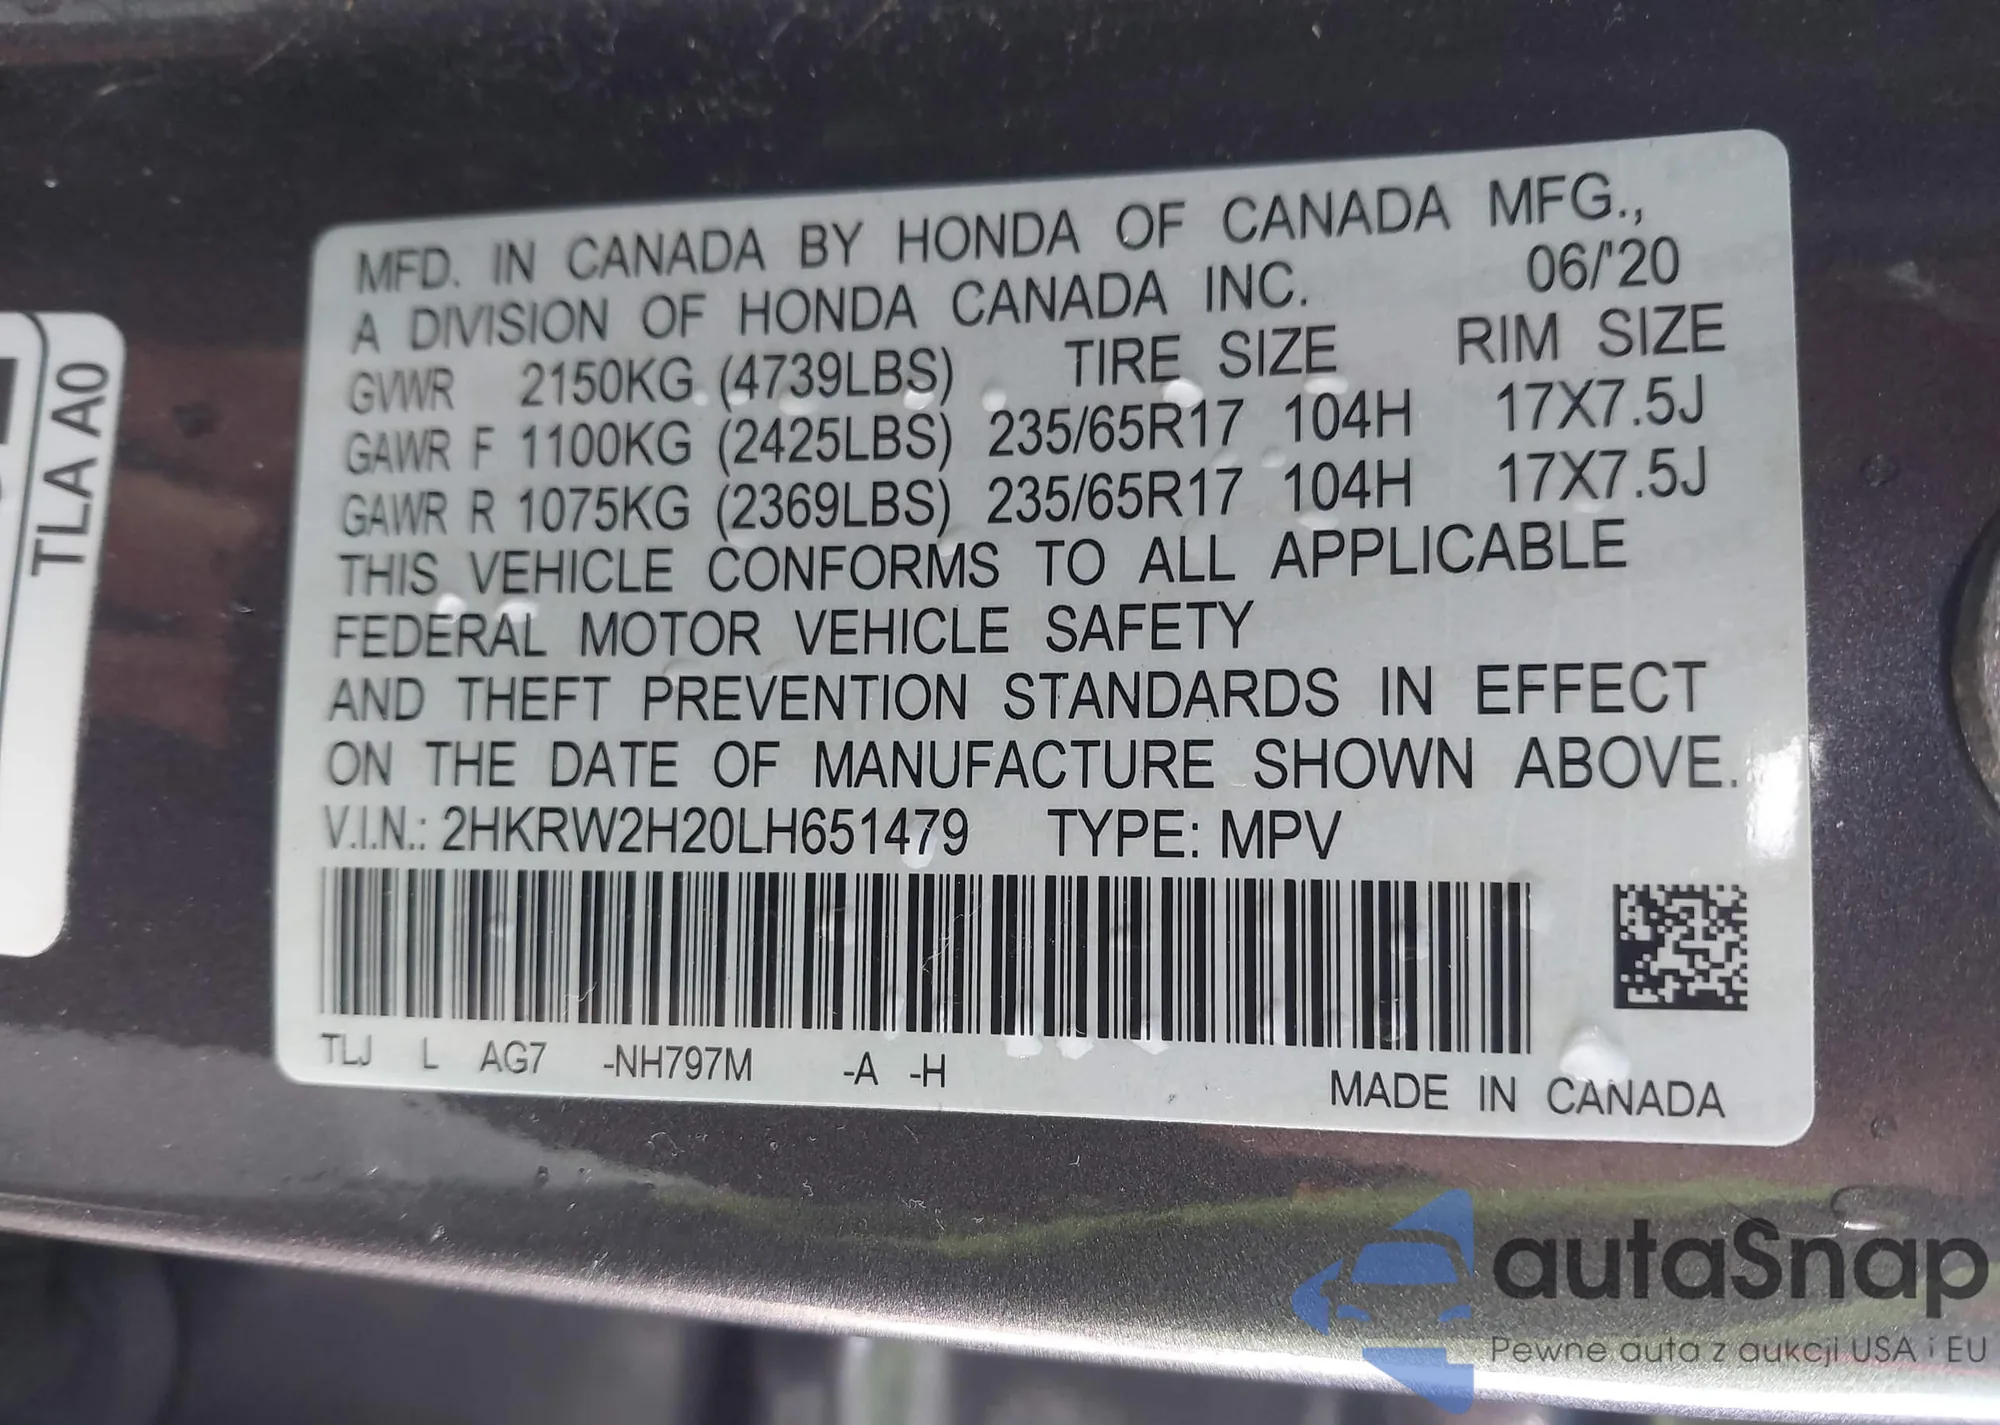 MFD. IN CANADA BY HONDA OF CANADA MFG.,
A DIVISION OF HONDA CANADA INC. 06/'20
GVWR 2150KG (4739LBS) TIRE SIZE RIM SIZE
GAWR F 1100KG (2425LBS) 235/65R17 104H 17X7.5J
GAWR R 1075KG (2369LBS) 235/65R17 104H 17X7.5J
THIS VEHICLE CONFORMS TO ALL APPLICABLE
FEDERAL MOTOR VEHICLE SAFETY
AND THEFT PREVENTION STANDARDS IN EFFECT
ON THE DATE OF MANUFACTURE SHOWN ABOVE.
V.I.N.: 2HKRW2H20LH651479 TYPE: MPV
TLJ L AG7 -NH797M -A -H
MADE IN CANADA
TLA A0
autaSnap
Pewne auta z aukcji USA i EU